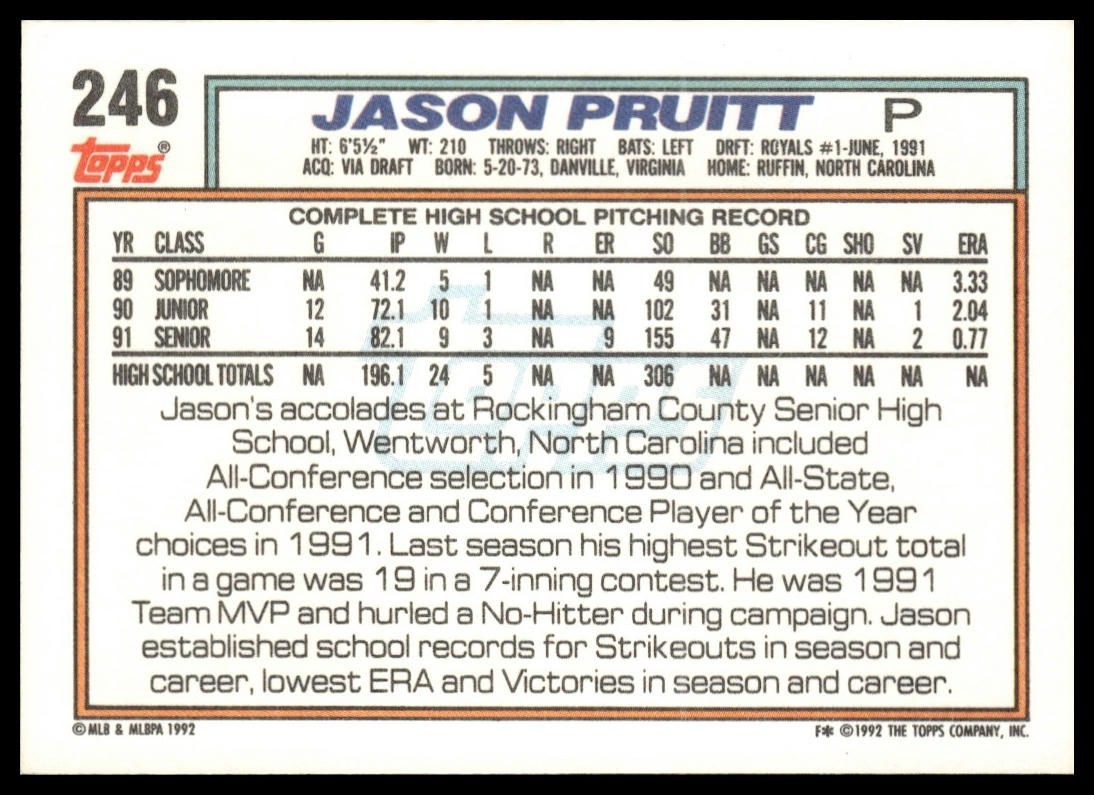 246
JASON PRUITT P
topps®
HT: 6'5½" WT: 210 THROWS: RIGHT BATS: LEFT DRFT: ROYALS #1-JUNE, 1991
ACQ: VIA DRAFT BORN: 5-20-73, DANVILLE, VIRGINIA HOME: RUFFIN, NORTH CAROLINA
COMPLETE HIGH SCHOOL PITCHING RECORD
YR CLASS G IP W L R ER SO BB GS CG SHO SV ERA
89 SOPHOMORE NA 41.2 5 1 NA NA 49 NA NA NA NA NA 3.33
90 JUNIOR 12 72.1 10 1 NA NA 102 31 NA 11 NA 1 2.04
91 SENIOR 14 82.1 9 3 NA 9 155 47 NA 12 NA 2 0.77
HIGH SCHOOL TOTALS NA 196.1 24 5 NA NA 306 NA NA NA NA NA NA
Jason's accolades at Rockingham County Senior High
School, Wentworth, North Carolina included
All-Conference selection in 1990 and All-State,
All-Conference and Conference Player of the Year
choices in 1991. Last season his highest Strikeout total
in a game was 19 in a 7-inning contest. He was 1991
Team MVP and hurled a No-Hitter during campaign. Jason
established school records for Strikeouts in season and
career, lowest ERA and Victories in season and career.
© MLB & MLBPA 1992
F* ©1992 THE TOPPS COMPANY, INC.